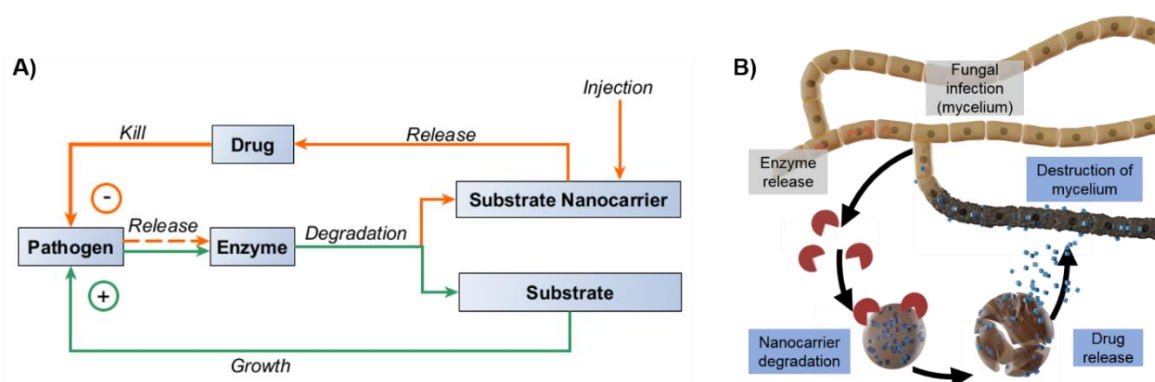 A)
Injection
Kill
Drug
Release
-
Substrate Nanocarrier
Release
Degradation
Pathogen
Enzyme
+
Substrate
Growth
B)
Fungal
infection
(mycelium)
Enzyme
release
Destruction of
mycelium
Nanocarrier
degradation
Drug
release